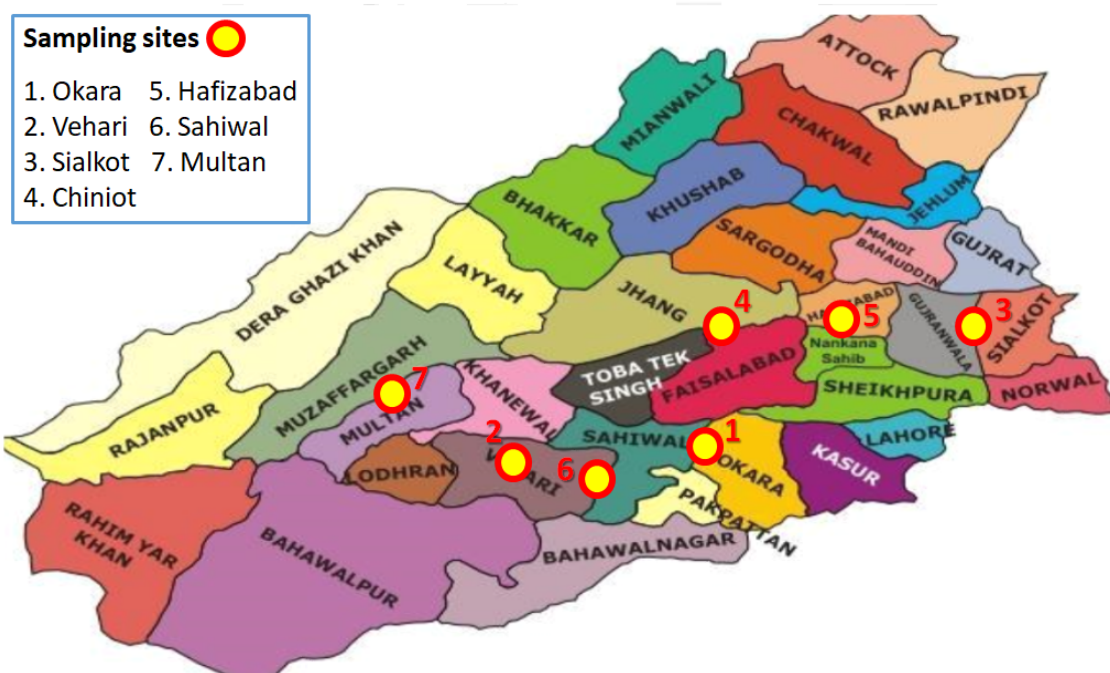 Sampling sites
1. Okara 5. Hafizabad
2. Vehari 6. Sahiwal
3. Sialkot 7. Multan
4. Chiniot
ATTOCK
RAWALPINDI
MIANWALI
CHAKWAL
JEHLUM
KHUSHAB
BHAKKAR
SARGODHA
MANDI
BAHAUDDIN
GUJRAT
DERA GHAZI KHAN
LAYYAH
JHANG
4
5
GUJRANWALA
3
SIALKOT
Nankana
Sahib
TOBA TEK
SINGH
FAISALABAD
SHEIKHPURA
NORWAL
MUZAFFARGARH
7
MULTAN
KHANEWAL
RAJANPUR
2
SAHIWAL
1
OKARA
LAHORE
KASUR
LODHRAN
6
PAKPATTAN
RAHIM YAR
KHAN
BAHAWALPUR
BAHAWALNAGAR